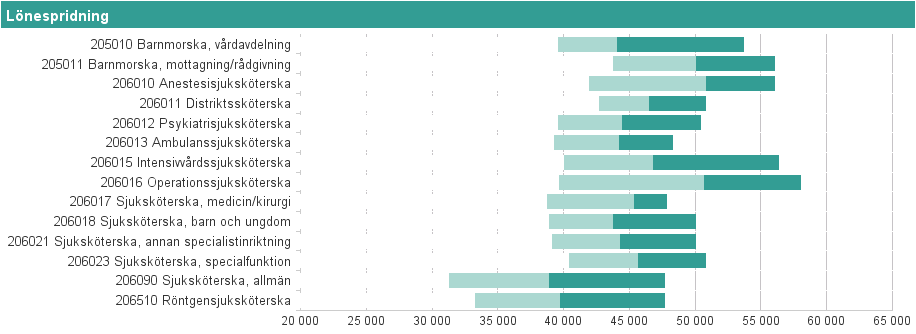 Lönespridning
205010 Barnmorska, vårdavdelning
205011 Barnmorska, mottagning/rådgivning
206010 Anestesisjuksköterska
206011 Distriktssköterska
206012 Psykiatrisjuksköterska
206013 Ambulanssjuksköterska
206015 Intensiwårdssjuksköterska
206016 Operationssjuksköterska
206017 Sjuksköterska, medicin/kirurgi
206018 Sjuksköterska, barn och ungdom
206021 Sjuksköterska, annan specialistinriktning
206023 Sjuksköterska, specialfunktion
206090 Sjuksköterska, allmän
206510 Röntgensjuksköterska
20 000 25 000 30 000 35 000 40 000 45 000 50 000 55 000 60 000 65 000